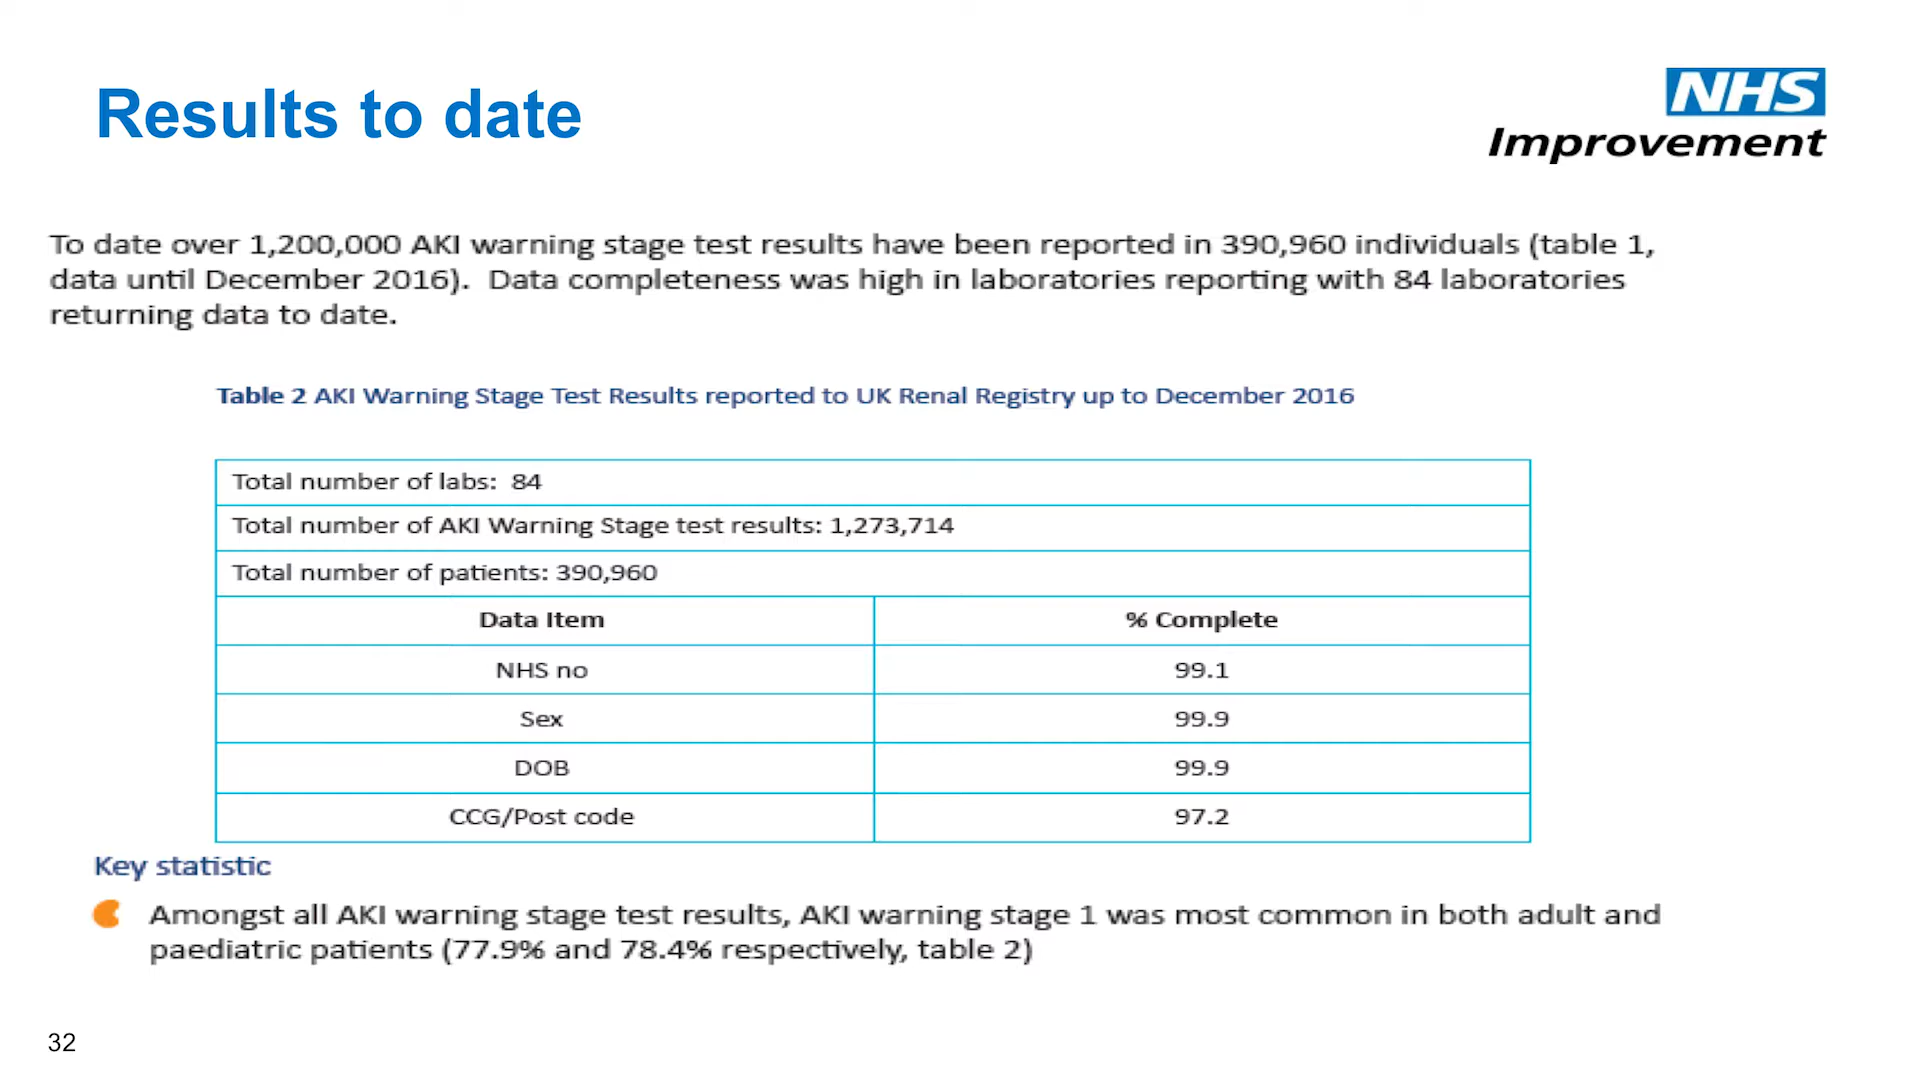 Results to date
NHS
Improvement
To date over 1,200,000 AKI warning stage test results have been reported in 390,960 individuals (table 1,
data until December 2016).  Data completeness was high in laboratories reporting with 84 laboratories
returning data to date.
Table 2 AKI Warning Stage Test Results reported to UK Renal Registry up to December 2016
Total number of labs:  84
Total number of AKI Warning Stage test results: 1,273,714
Total number of patients: 390,960
Data Item % Complete
NHS no 99.1
Sex 99.9
DOB 99.9
CCG/Post code 97.2
Key statistic
Amongst all AKI warning stage test results, AKI warning stage 1 was most common in both adult and
paediatric patients (77.9% and 78.4% respectively, table 2)
32